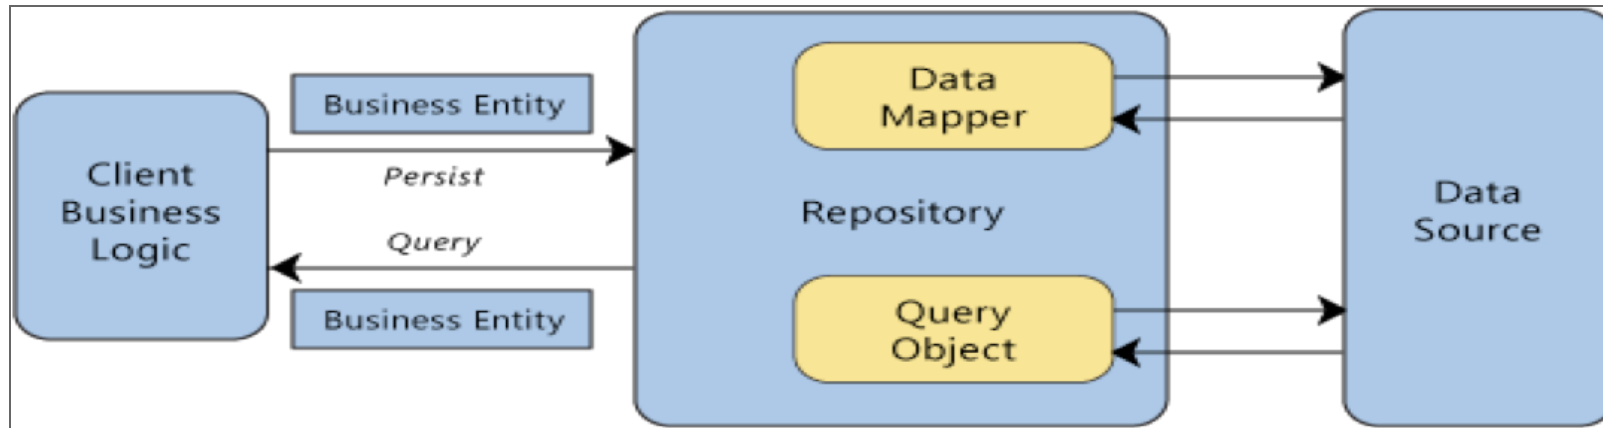 Client
Business
Logic
Business Entity
Persist
Query
Business Entity
Data
Mapper
Repository
Query
Object
Data
Source